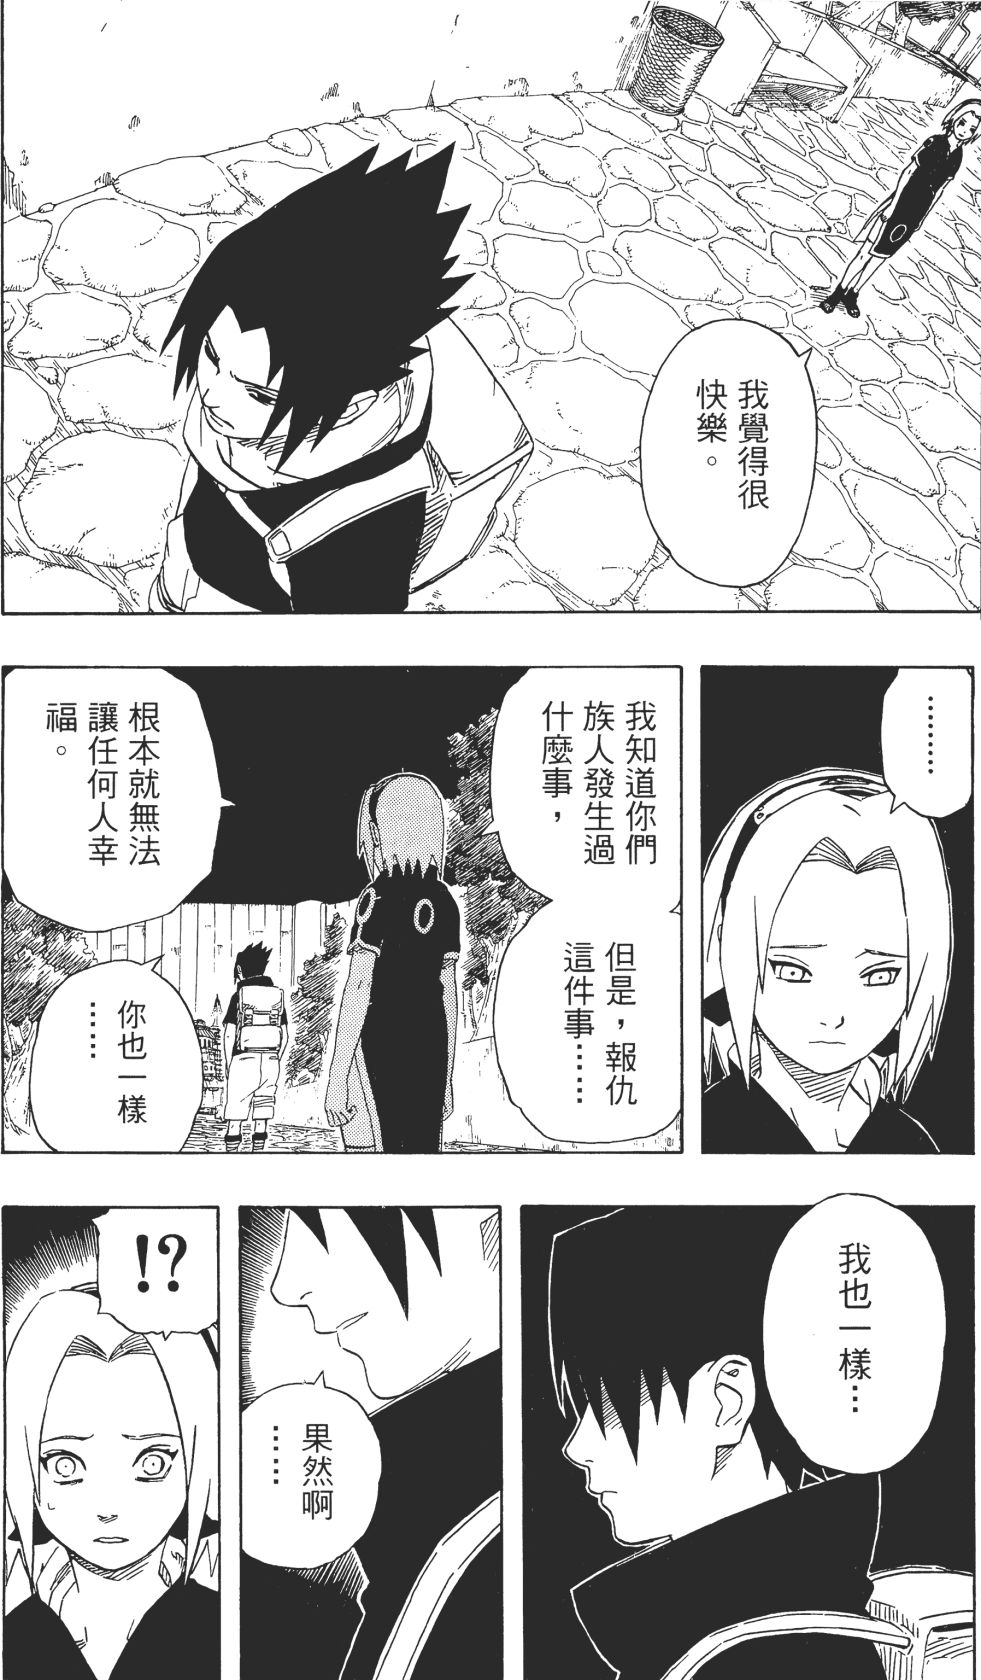 我覺得很
快樂。
⋯⋯⋯
我知道你們
族人發生過
什麼事，
但是，報仇
這件事⋯⋯
根本就無法
讓任何人幸
福。
你也一樣
⋯⋯
我也一樣⋯
果然啊
⋯⋯
!?